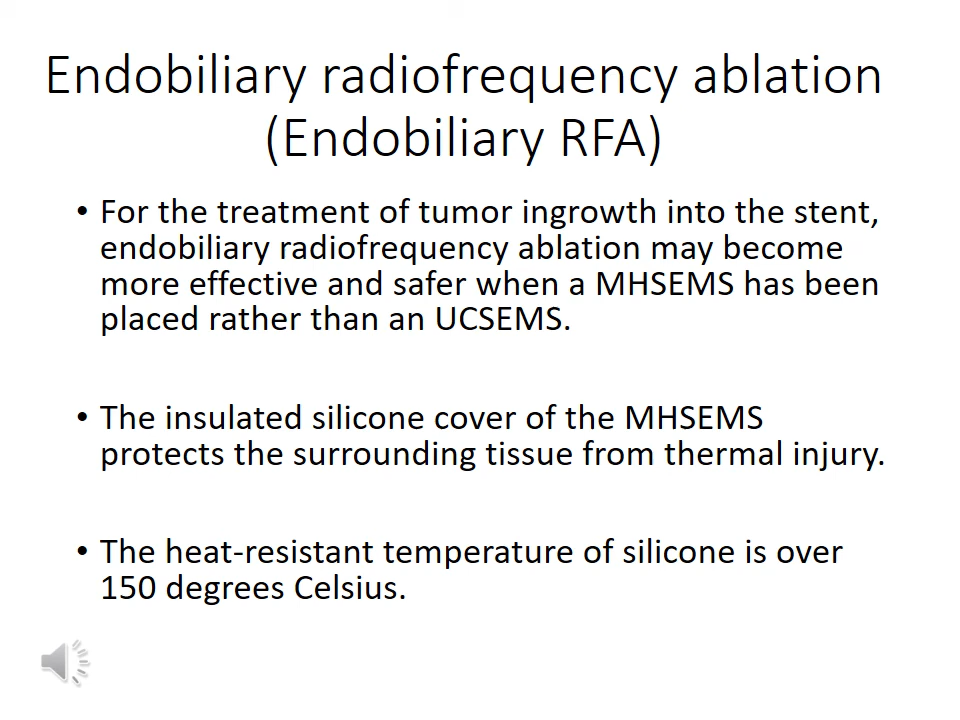 Endobiliary radiofrequency ablation
(Endobiliary RFA)
• For the treatment of tumor ingrowth into the stent,
endobiliary radiofrequency ablation may become
more effective and safer when a MHSEMS has been
placed rather than an UCSEMS.
• The insulated silicone cover of the MHSEMS
protects the surrounding tissue from thermal injury.
• The heat-resistant temperature of silicone is over
150 degrees Celsius.